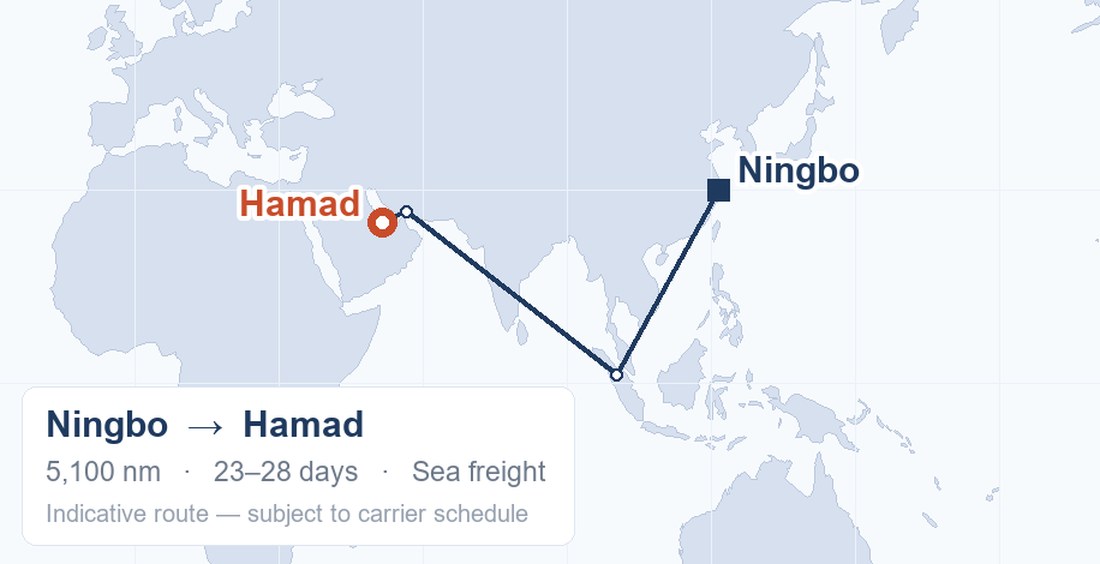 Ningbo
Hamad
Ningbo → Hamad
5,100 nm · 23–28 days · Sea freight
Indicative route — subject to carrier schedule